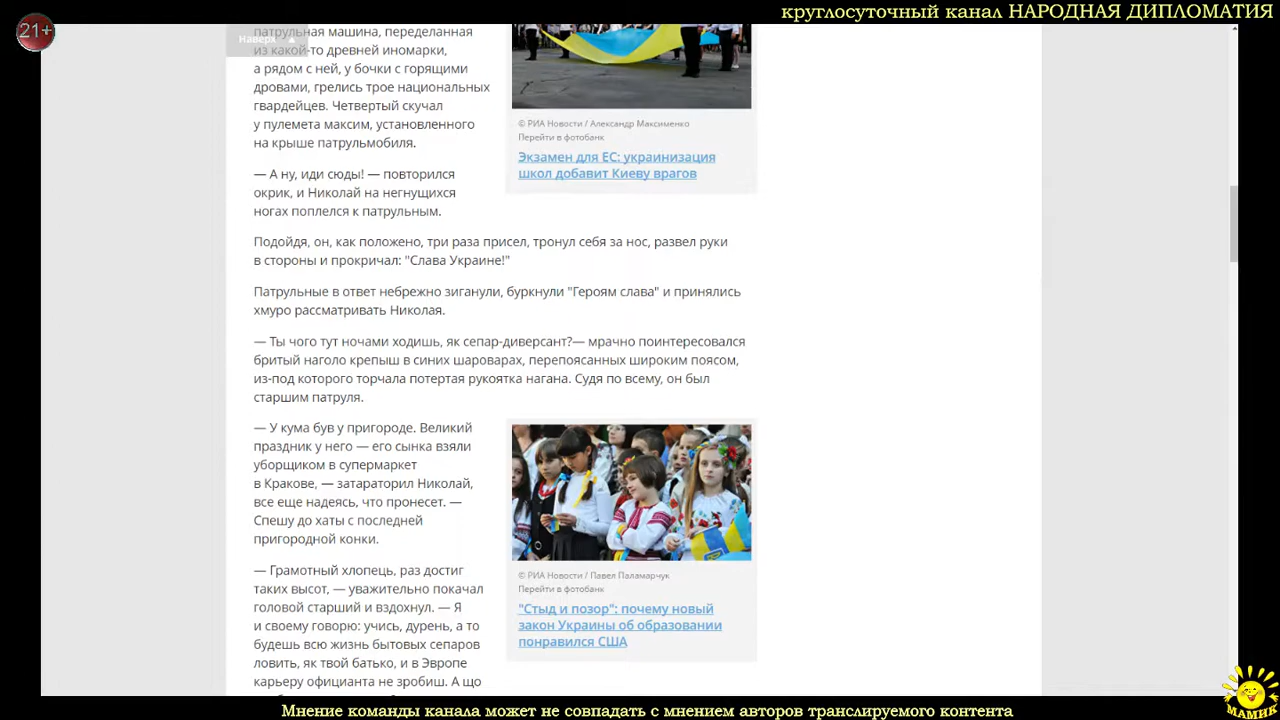 21+
круглосуточный канал НАРОДНАЯ ДИПЛОМАТИЯ
патрульная машина, переделанная
Наверх
из какой-то древней иномарки,
а рядом с ней, у бочки с горящими
дровами, грелись трое национальных
гвардейцев. Четвертый скучал
у пулемета максим, установленного
на крыше патрульмобиля.
© РИА Новости / Александр Максименко
Перейти в фотобанк
Экзамен для ЕС: украинизация
школ добавит Киеву врагов
— А ну, иди сюды! — повторился
окрик, и Николай на негнущихся
ногах поплелся к патрульным.
Подойдя, он, как положено, три раза присел, тронул себя за нос, развел руки
в стороны и прокричал: "Слава Украине!"
Патрульные в ответ небрежно зиганули, буркнули "Героям слава" и принялись
хмуро рассматривать Николая.
— Ты чого тут ночами ходишь, як сепар-диверсант?— мрачно поинтересовался
бритый наголо крепыш в синих шароварах, перепоясанных широким поясом,
из-под которого торчала потертая рукоятка нагана. Судя по всему, он был
старшим патруля.
— У кума був у пригороде. Великий
праздник у него — его сынка взяли
уборщиком в супермаркет
в Кракове, — затараторил Николай,
все еще надеясь, что пронесет. —
Спешу до хаты с последней
пригородной конки.
— Грамотный хлопець, раз достиг
таких высот, — уважительно покачал
головой старший и вздохнул. — Я
и своему говорю: учись, дурень, а то
будешь всю жизнь бытовых сепаров
ловить, як твой батько, и в Эвропе
карьеру официанта не зробиш. А що
© РИА Новости / Павел Паламарчук
Перейти в фотобанк
"Стыд и позор": почему новый
закон Украины об образовании
понравился США
МАМИК
Мнение команды канала может не совпадать с мнением авторов транслируемого контента